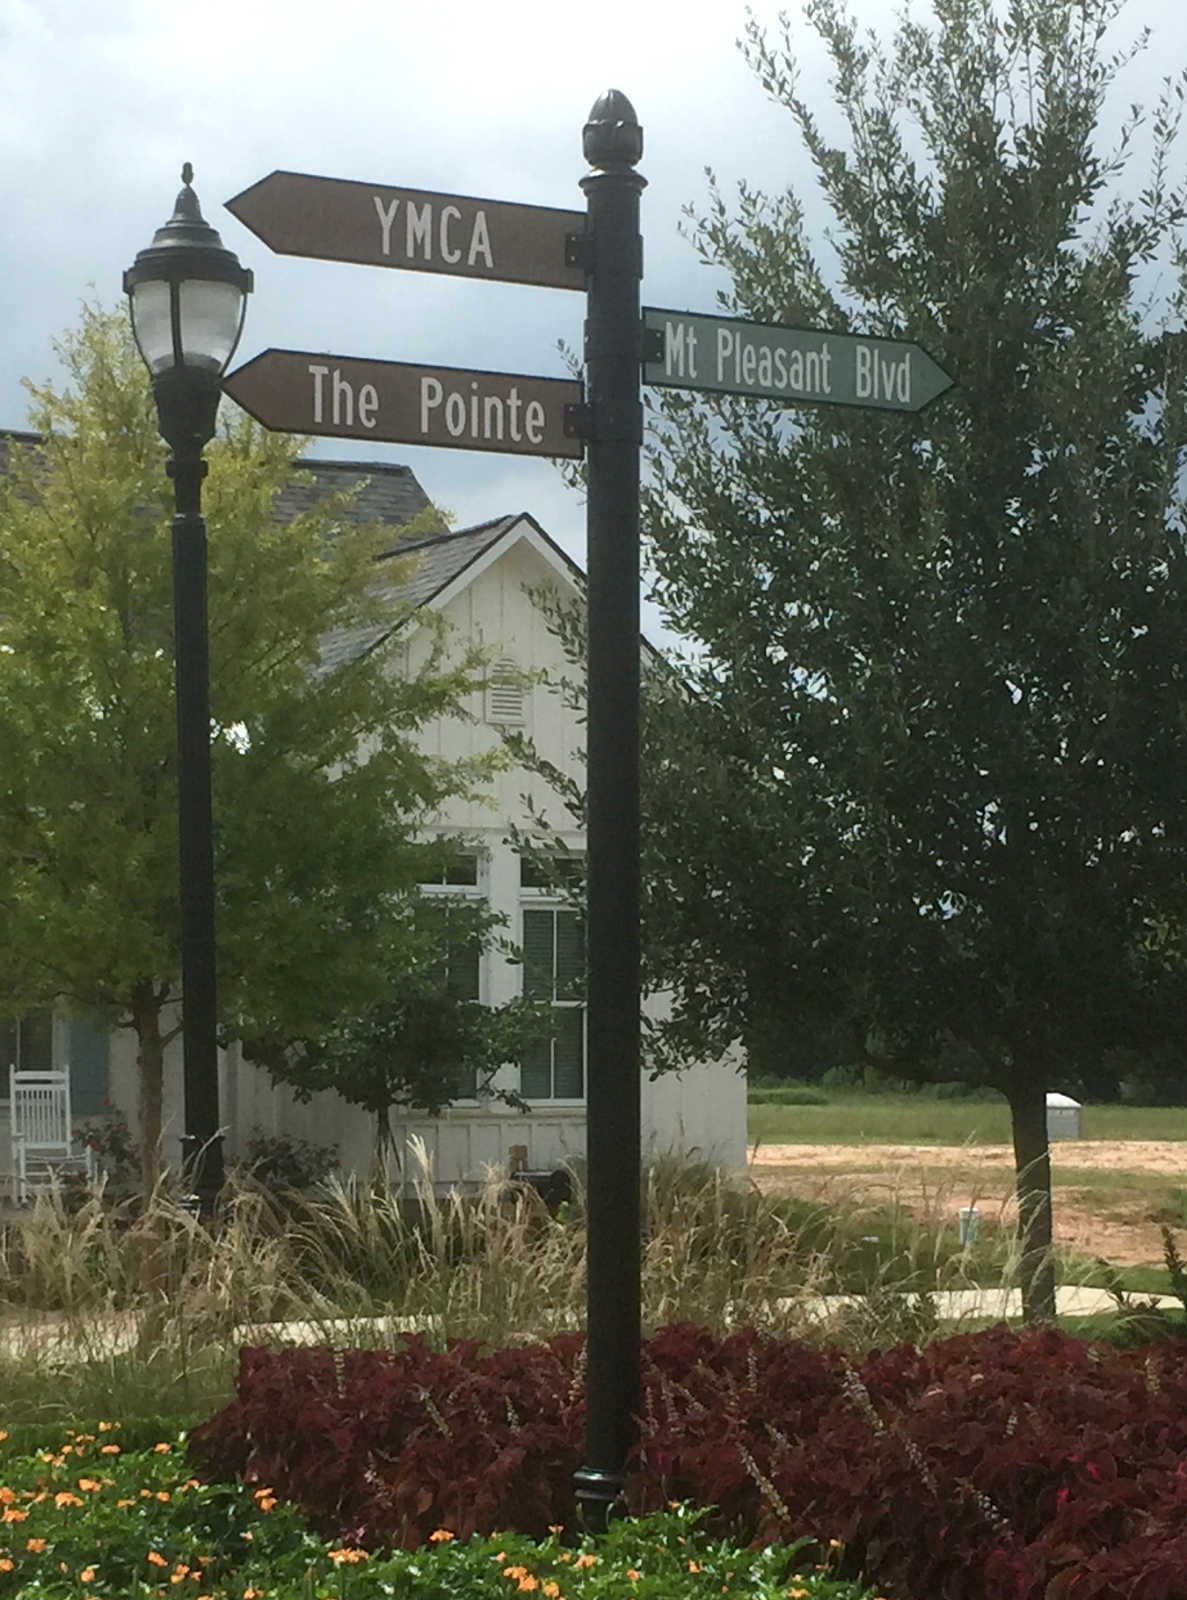 YMCA
Mt Pleasant Blvd
The Pointe